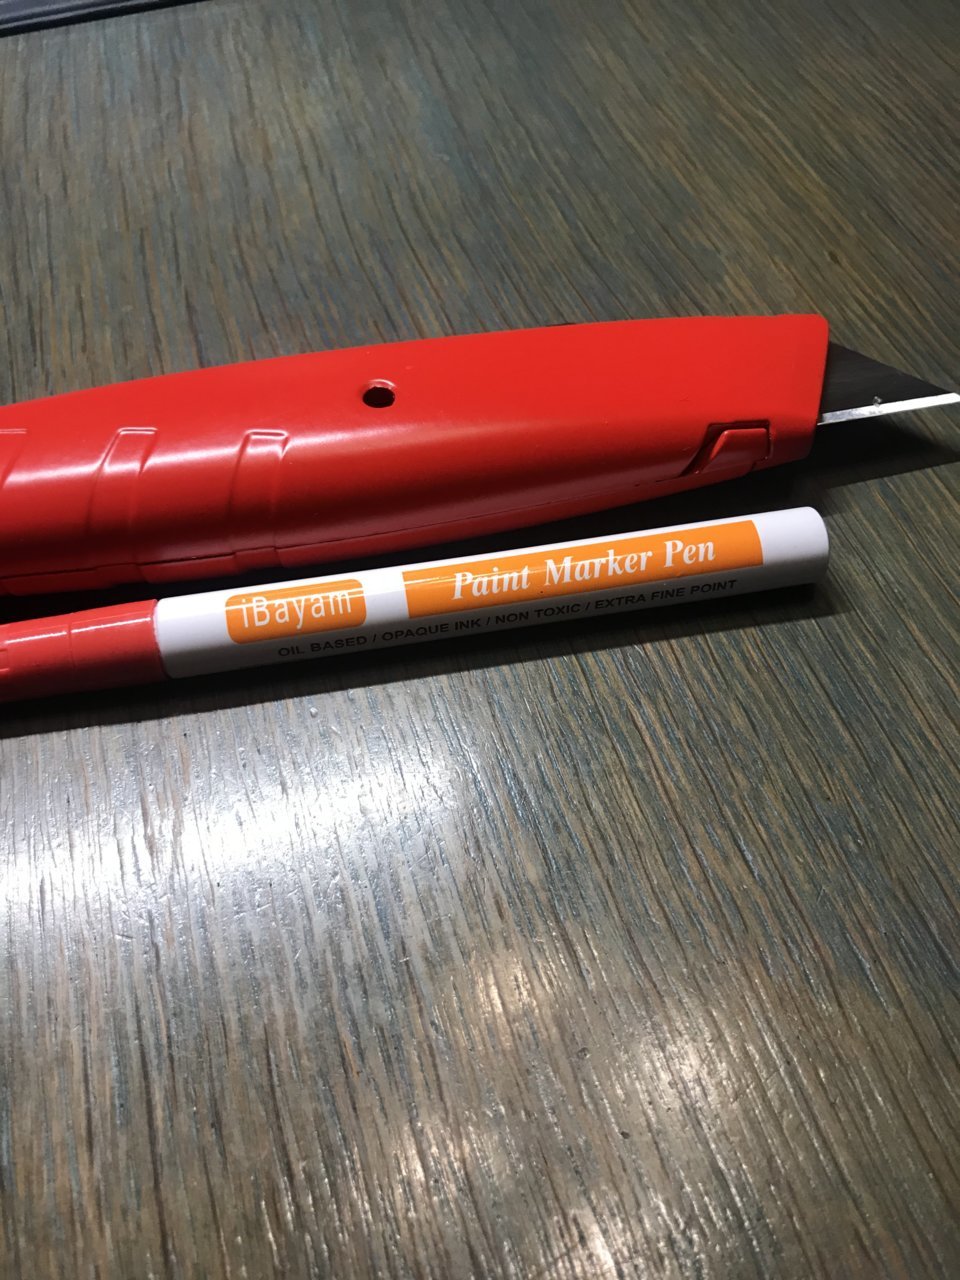 iBayam
Paint Marker Pen
OIL BASED / OPAQUE INK / NON TOXIC / EXTRA FINE POINT